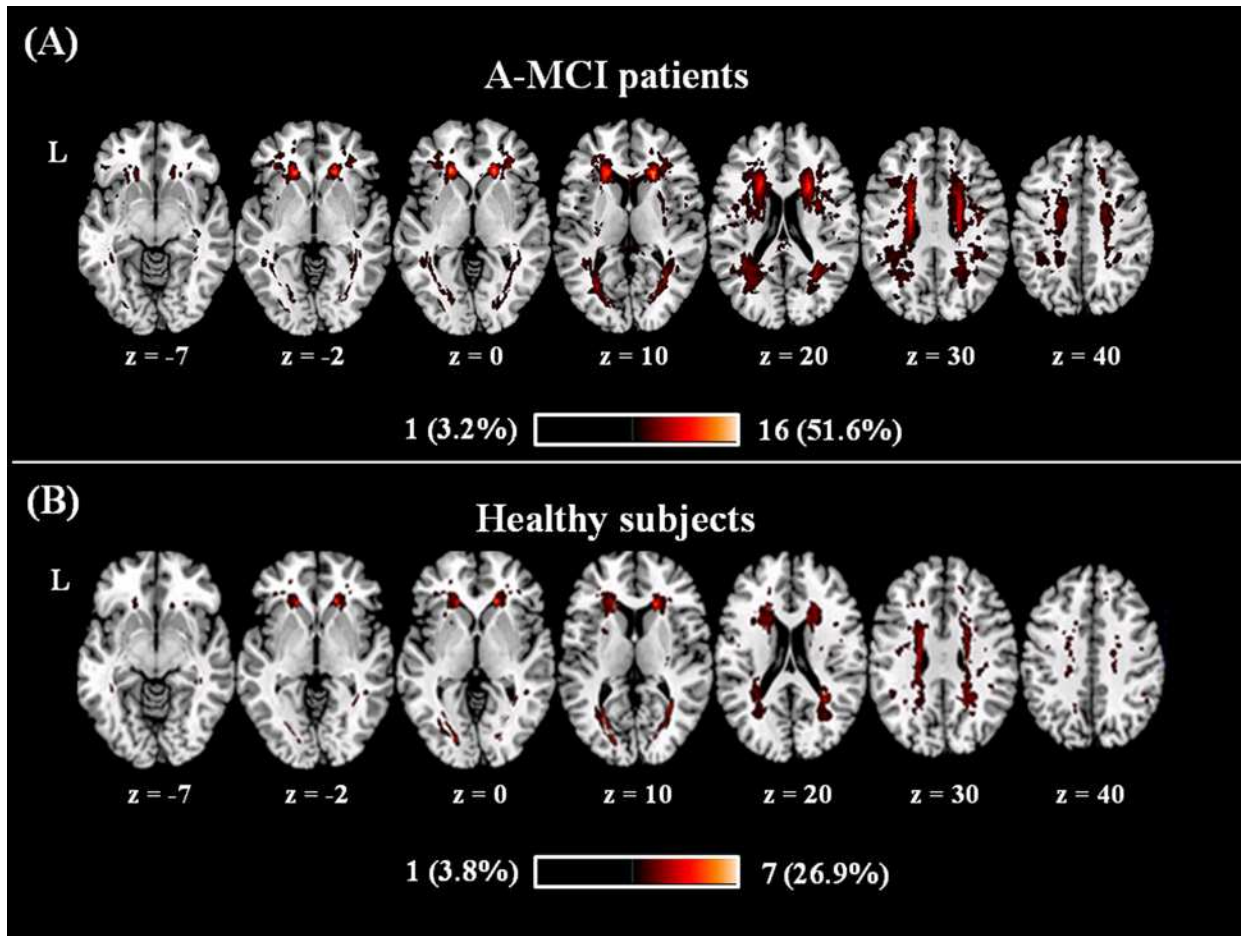 (A)
A-MCI patients
L
z = -7 z = -2 z = 0 z = 10 z = 20 z = 30 z = 40
1 (3.2%) 16 (51.6%)
(B)
Healthy subjects
L
z = -7 z = -2 z = 0 z = 10 z = 20 z = 30 z = 40
1 (3.8%) 7 (26.9%)